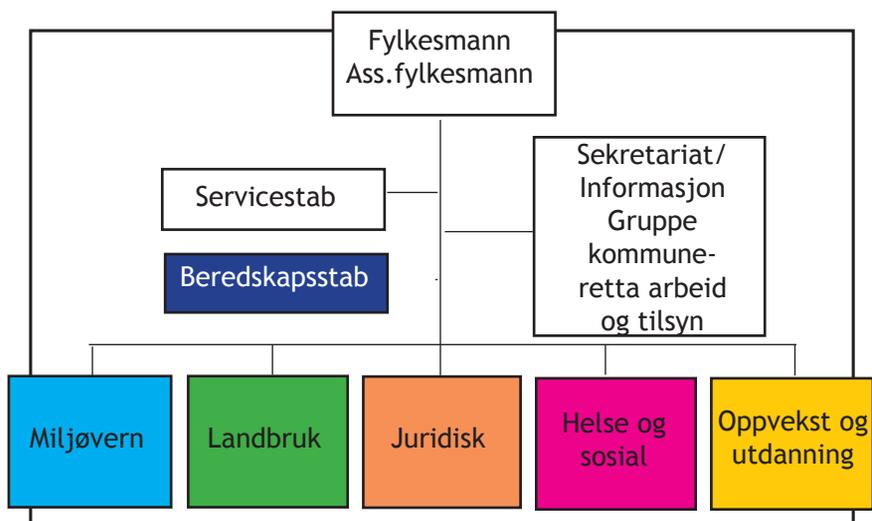 Fylkesmann
Ass.fylkesmann
Servicestab
Sekretariat/
Informasjon
Gruppe
kommune-
retta arbeid
og tilsyn
Beredskapsstab
Miljøvern
Landbruk
Juridisk
Helse og
sosial
Oppvekst og
utdanning